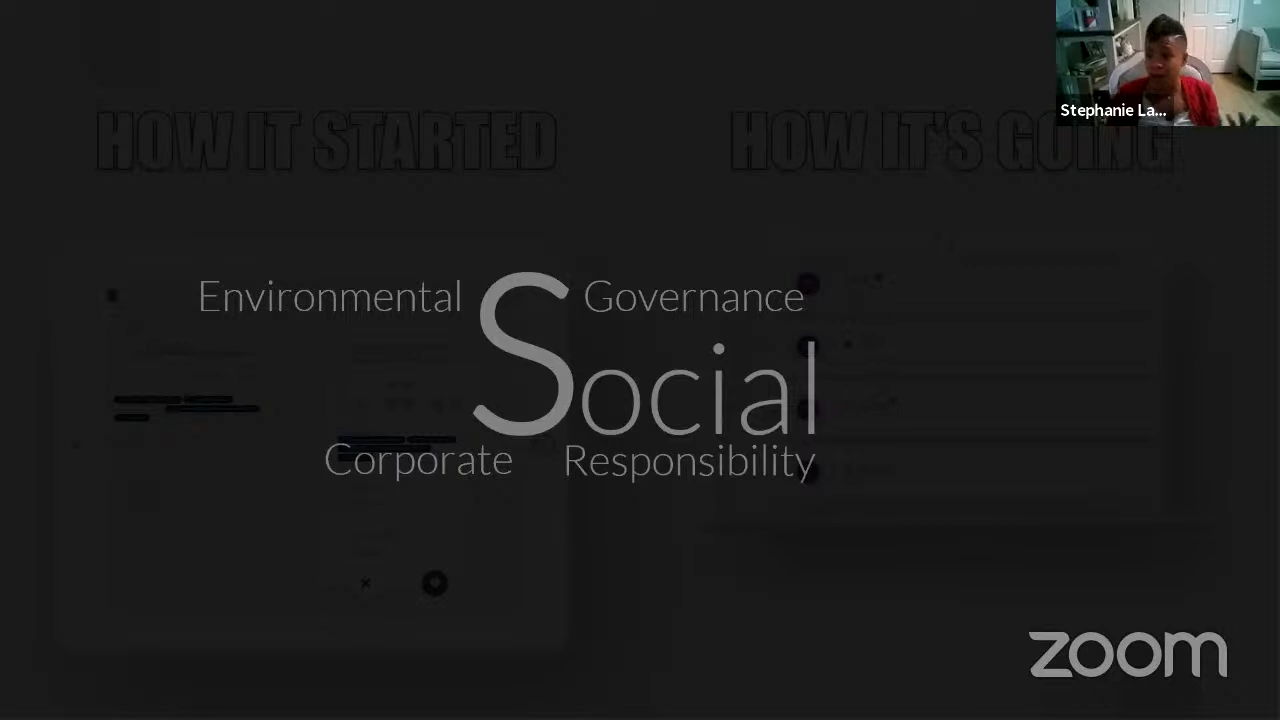 Stephanie La...
HOW IT STARTED
HOW IT'S GOING
Environmental Social Governance
Corporate Responsibility
zoom